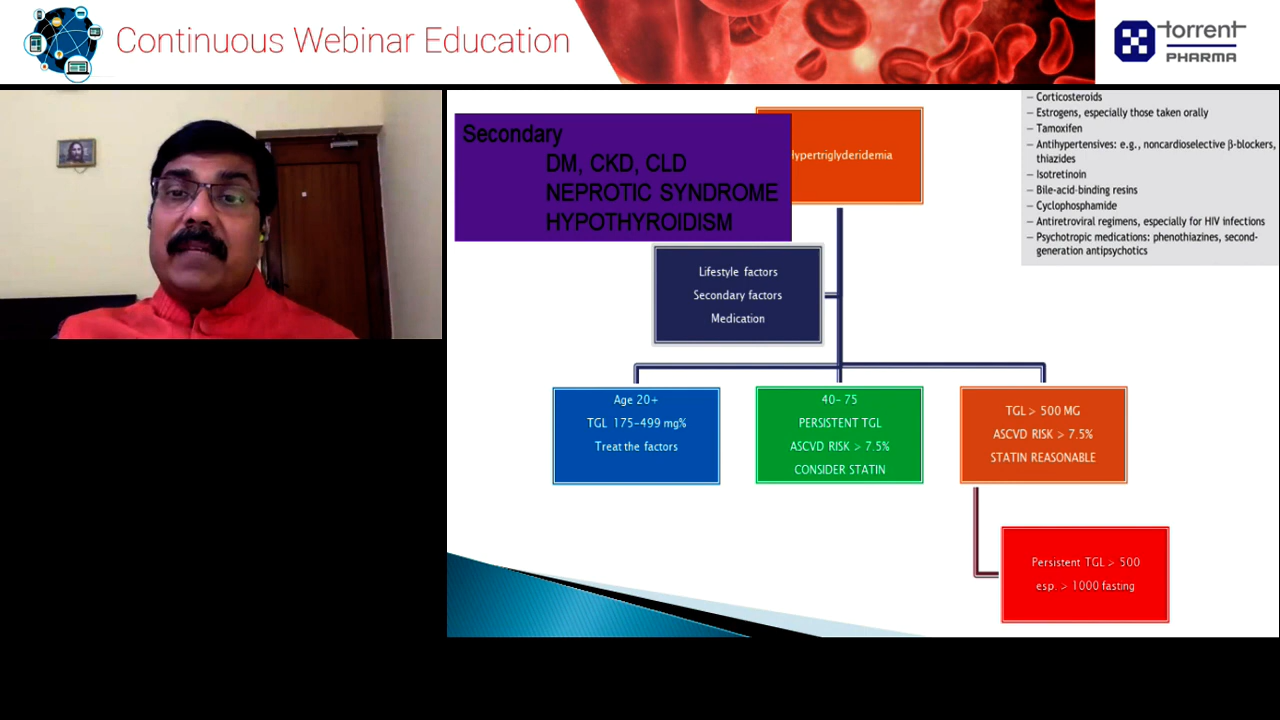 Continuous Webinar Education
torrent
PHARMA
Secondary
DM, CKD, CLD
NEPROTIC SYNDROME
HYPOTHYROIDISM
ypertriglyderidemia
– Corticosteroids
– Estrogens, especially those taken orally
– Tamoxifen
– Antihypertensives: e.g., noncardioselective β-blockers,
thiazides
– Isotretinoin
– Bile-acid-binding resins
– Cyclophosphamide
– Antiretroviral regimens, especially for HIV infections
– Psychotropic medications: phenothiazines, second-
generation antipsychotics
Lifestyle factors
Secondary factors
Medication
Age 20+
TGL 175-499 mg%
Treat the factors
40- 75
PERSISTENT TGL
ASCVD RISK > 7.5%
CONSIDER STATIN
TGL > 500 MG
ASCVD RISK > 7.5%
STATIN REASONABLE
Persistent TGL > 500
esp. > 1000 fasting